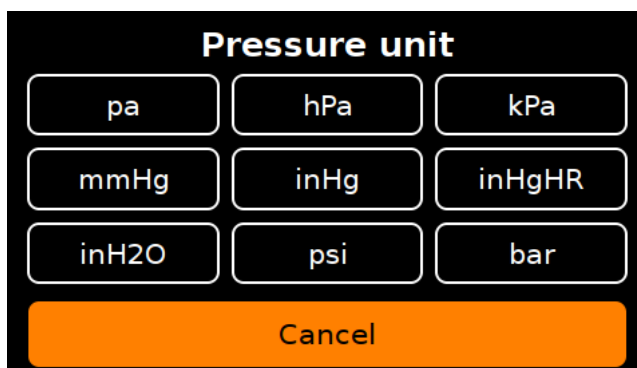 Pressure unit
pa hPa kPa
mmHg inHg inHgHR
inH2O psi bar
Cancel